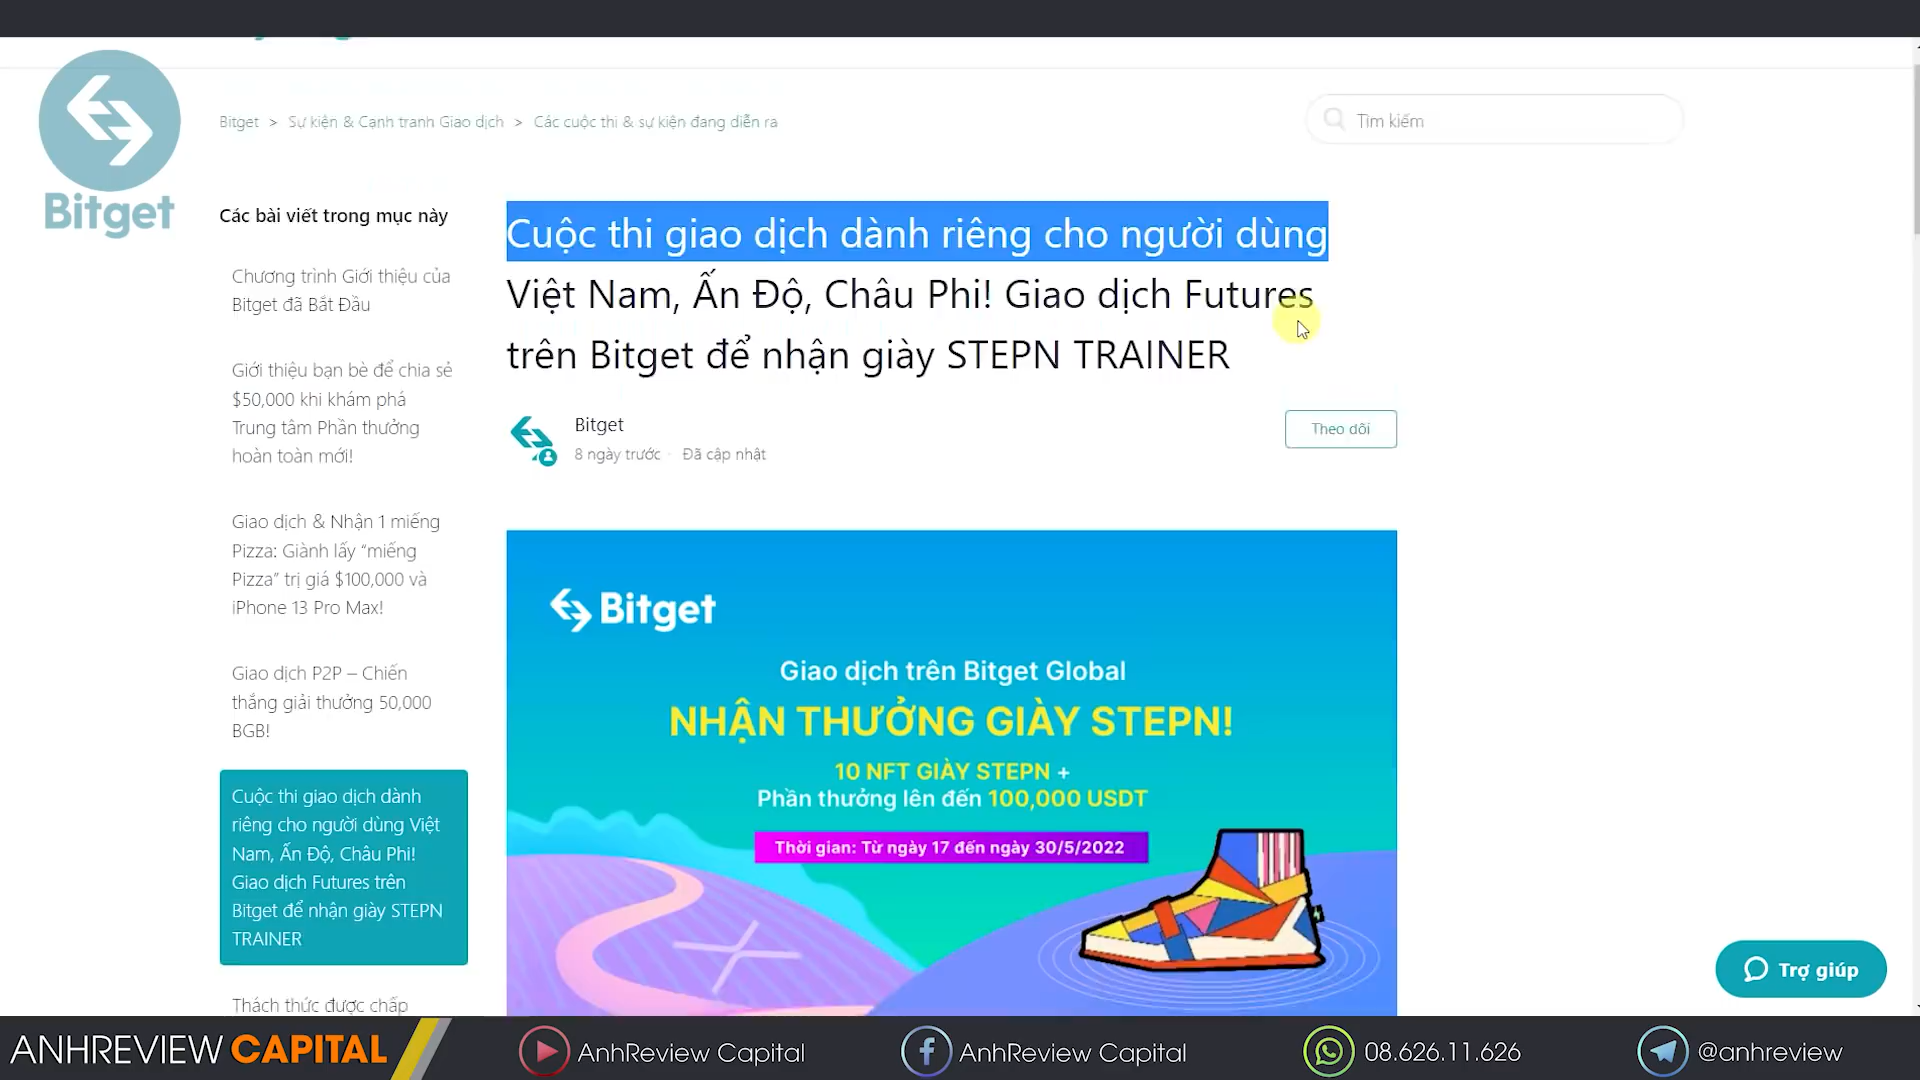 Bitget
Bitget > Sự kiện & Cạnh tranh Giao dịch > Các cuộc thi & sự kiện đang diễn ra
Tìm kiếm
Các bài viết trong mục này
Chương trình Giới thiệu của
Bitget đã Bắt Đầu
Giới thiệu bạn bè để chia sẻ
$50,000 khi khám phá
Trung tâm Phần thưởng
hoàn toàn mới!
Giao dịch & Nhận 1 miếng
Pizza: Giành lấy “miếng
Pizza” trị giá $100,000 và
iPhone 13 Pro Max!
Giao dịch P2P – Chiến
thắng giải thưởng 50,000
BGB!
Cuộc thi giao dịch dành
riêng cho người dùng Việt
Nam, Ấn Độ, Châu Phi!
Giao dịch Futures trên
Bitget để nhận giày STEPN
TRAINER
Thách thức được chấp
Cuộc thi giao dịch dành riêng cho người dùng
Việt Nam, Ấn Độ, Châu Phi! Giao dịch Futures
trên Bitget để nhận giày STEPN TRAINER
Bitget
8 ngày trước · Đã cập nhật
Theo dõi
Bitget
Giao dịch trên Bitget Global
NHẬN THƯỞNG GIÀY STEPN!
10 NFT GIÀY STEPN +
Phần thưởng lên đến 100,000 USDT
Thời gian: Từ ngày 17 đến ngày 30/5/2022
Trợ giúp
ANHREVIEW CAPITAL
AnhReview Capital
AnhReview Capital
08.626.11.626
@anhreview